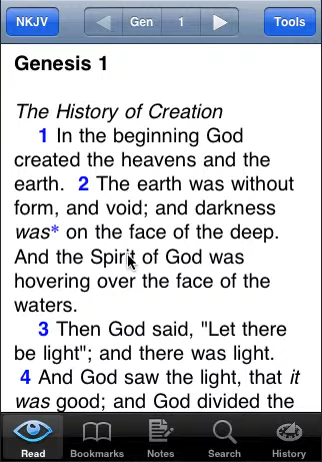 NKJV Gen 1 Tools
Genesis 1
The History of Creation
1 In the beginning God
created the heavens and the
earth. 2 The earth was without
form, and void; and darkness
was* on the face of the deep.
And the Spirit of God was
hovering over the face of the
waters.
3 Then God said, "Let there
be light"; and there was light.
4 And God saw the light, that it
was good; and God divided the
Read Bookmarks Notes Search History